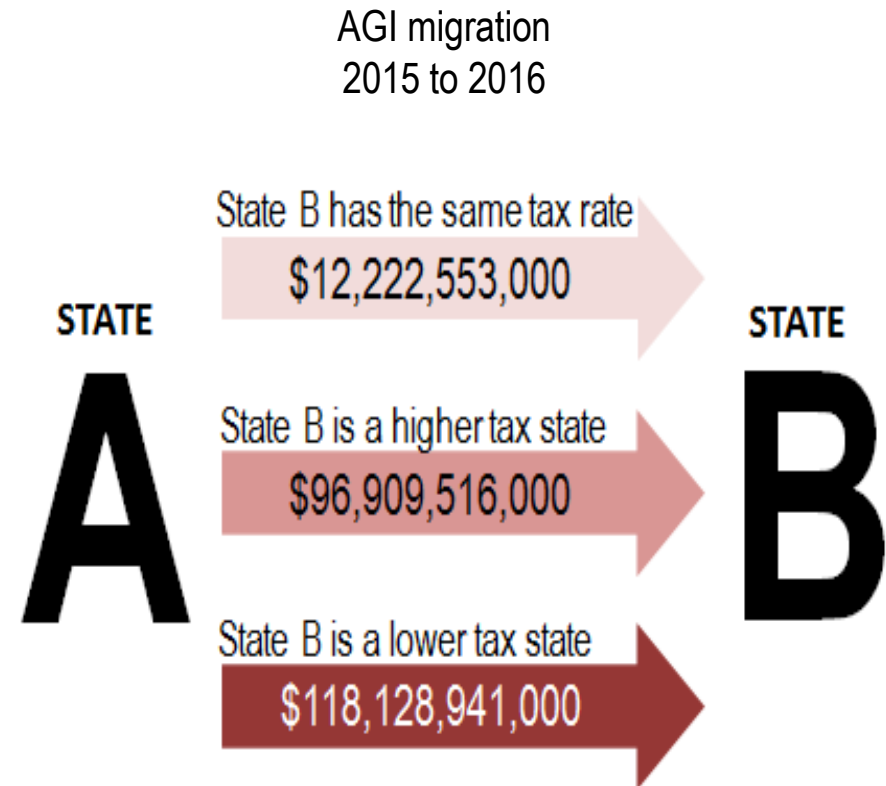 AGI migration
2015 to 2016
State B has the same tax rate
$12,222,553,000
STATE
A
STATE
B
State B is a higher tax state
$96,909,516,000
State B is a lower tax state
$118,128,941,000